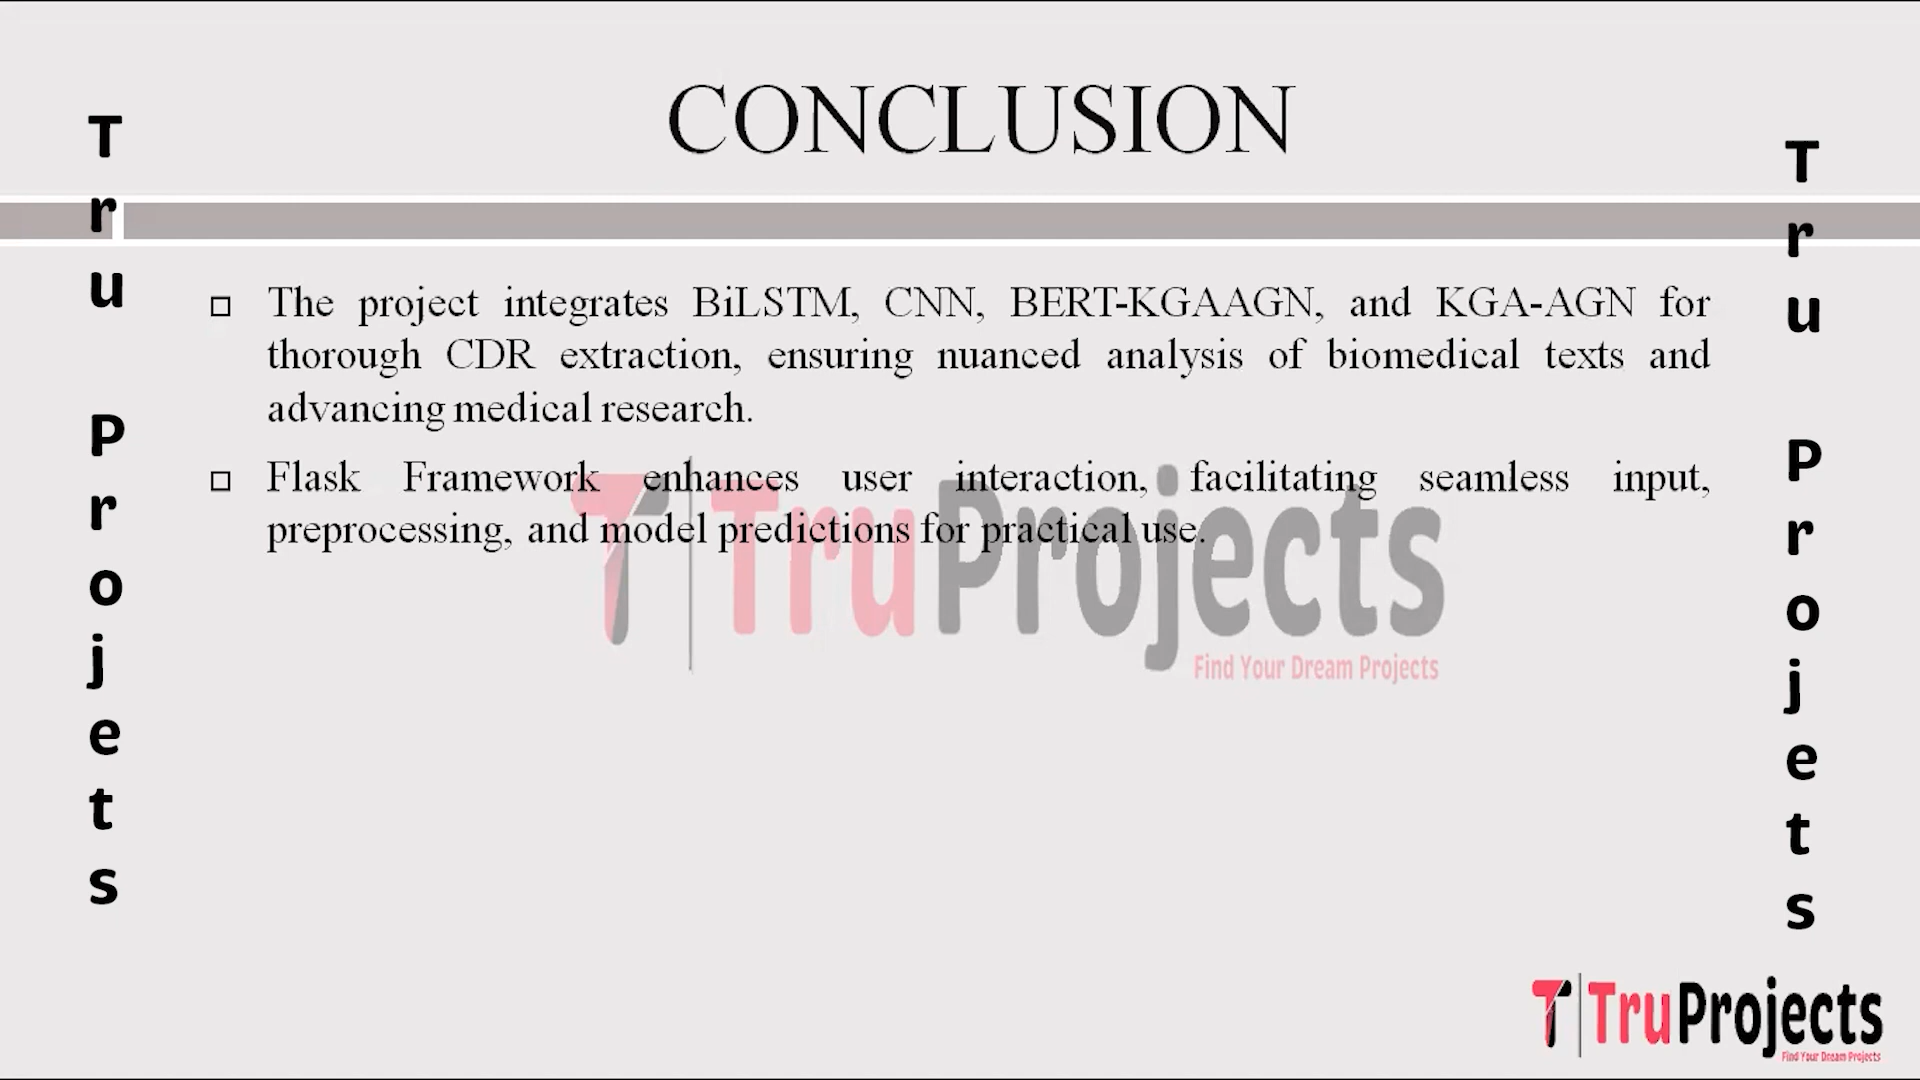 CONCLUSION
Tru Projets
Tru Projets
□ The project integrates BiLSTM, CNN, BERT-KGAAGN, and KGA-AGN for
thorough CDR extraction, ensuring nuanced analysis of biomedical texts and
advancing medical research.
□ Flask Framework enhances user interaction, facilitating seamless input,
preprocessing, and model predictions for practical use.
TruProjects
Find Your Dream Projects
TruProjects
Find Your Dream Projects